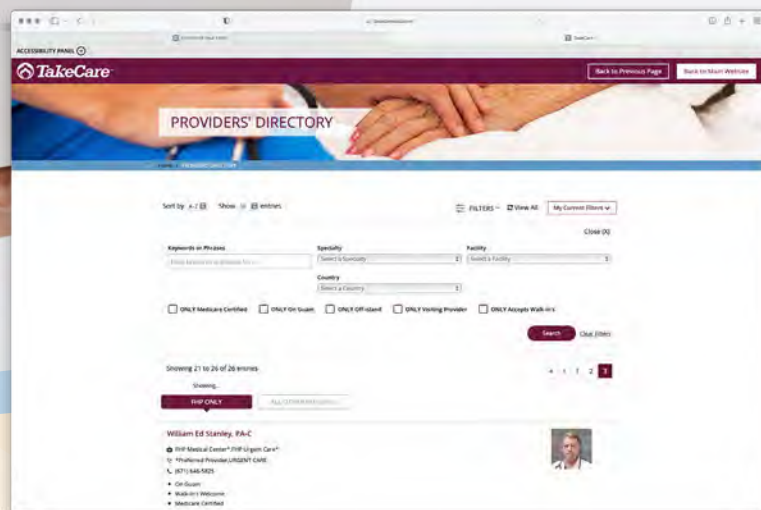 ACCESSIBILITY PANEL
TakeCare
Back to Previous Page
Back to Main Website
PROVIDERS' DIRECTORY
Sort by A-Z Show entries
FILTERS View All My Current Filters
Close [X]
Keywords or Phrases Specialty Facility
Select a Specialty Select a Facility
Country
Select a Country
ONLY Medicare Certified ONLY On Guam ONLY Off-Island ONLY Visiting Provider ONLY Accepts Walk-in's
Search Clear Filters
Showing 21 to 26 of 26 entries
« ‹ 1 2 3
Showing...
FHP ONLY
William Ed Stanley, PA-C
FHP Medical Center* FHP Urgent Care*
*Preferred Provider, URGENT CARE
(671) 646-5825
On Guam
Walk-in's Welcome
Medicare Certified